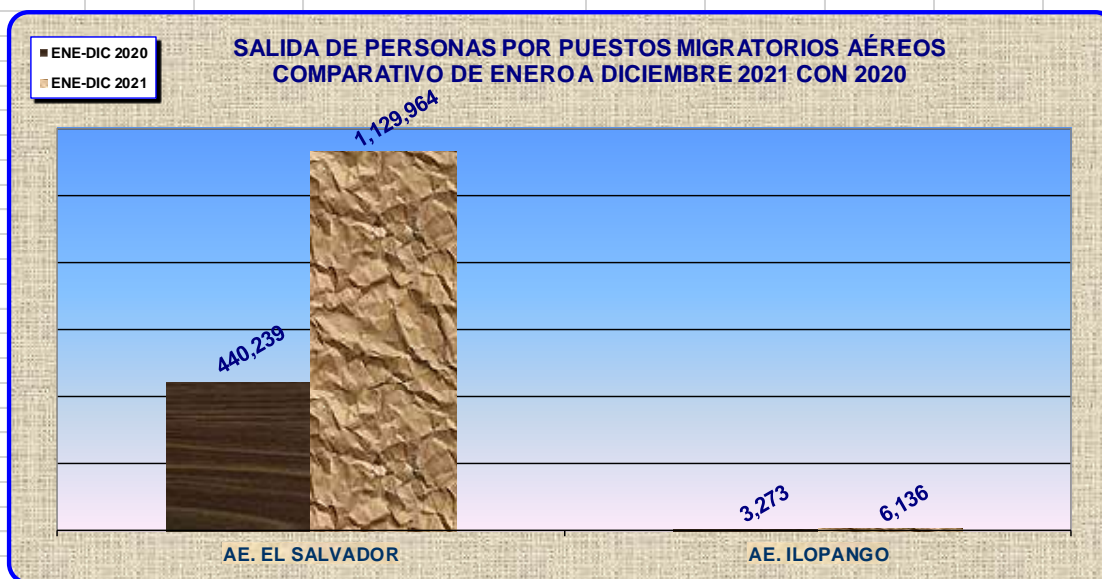 ENE-DIC 2020
ENE-DIC 2021
SALIDA DE PERSONAS POR PUESTOS MIGRATORIOS AÉREOS
COMPARATIVO DE ENERO A DICIEMBRE 2021 CON 2020
1,129,964
440,239
3,273
6,136
AE. EL SALVADOR
AE. ILOPANGO